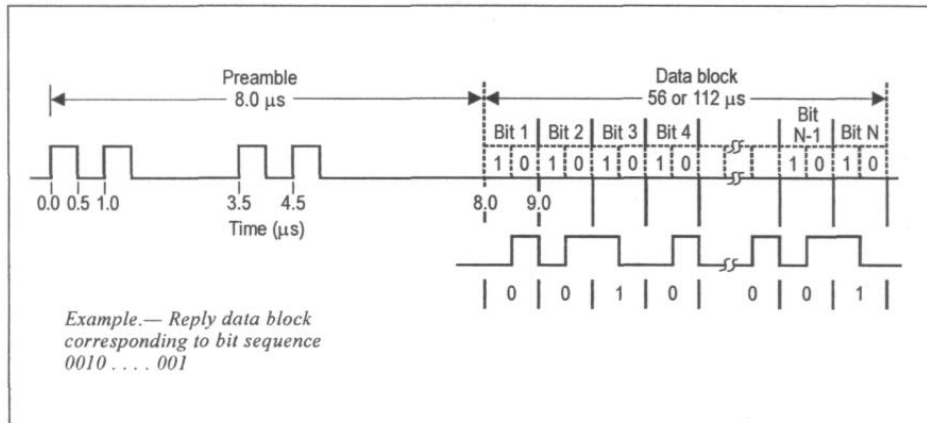 Preamble
8.0 μs
Data block
56 or 112 μs
Bit 1 Bit 2 Bit 3 Bit 4 Bit N-1 Bit N
1 0 1 0 1 0 1 0 1 0 1 0
0.0 0.5 1.0 3.5 4.5 8.0 9.0
Time (μs)
0 0 1 0 0 0 1
Example.— Reply data block
corresponding to bit sequence
0010 . . . . 001